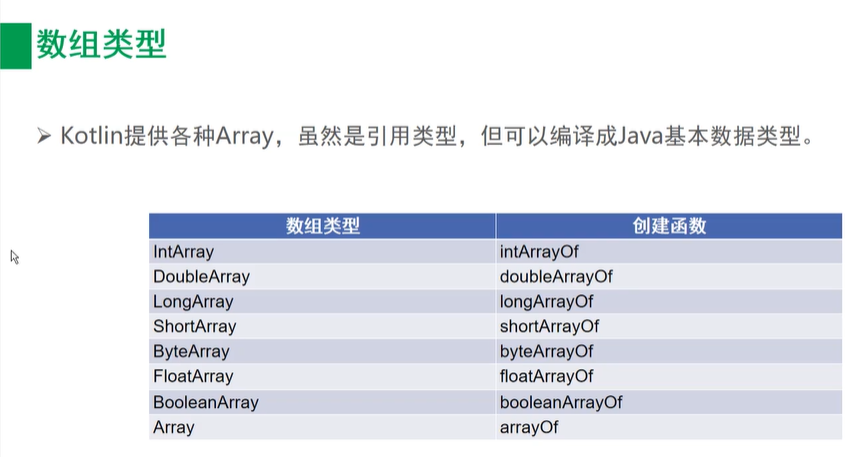 数组类型
➢ Kotlin提供各种Array，虽然是引用类型，但可以编译成Java基本数据类型。
数组类型 创建函数
IntArray intArrayOf
DoubleArray doubleArrayOf
LongArray longArrayOf
ShortArray shortArrayOf
ByteArray byteArrayOf
FloatArray floatArrayOf
BooleanArray booleanArrayOf
Array arrayOf